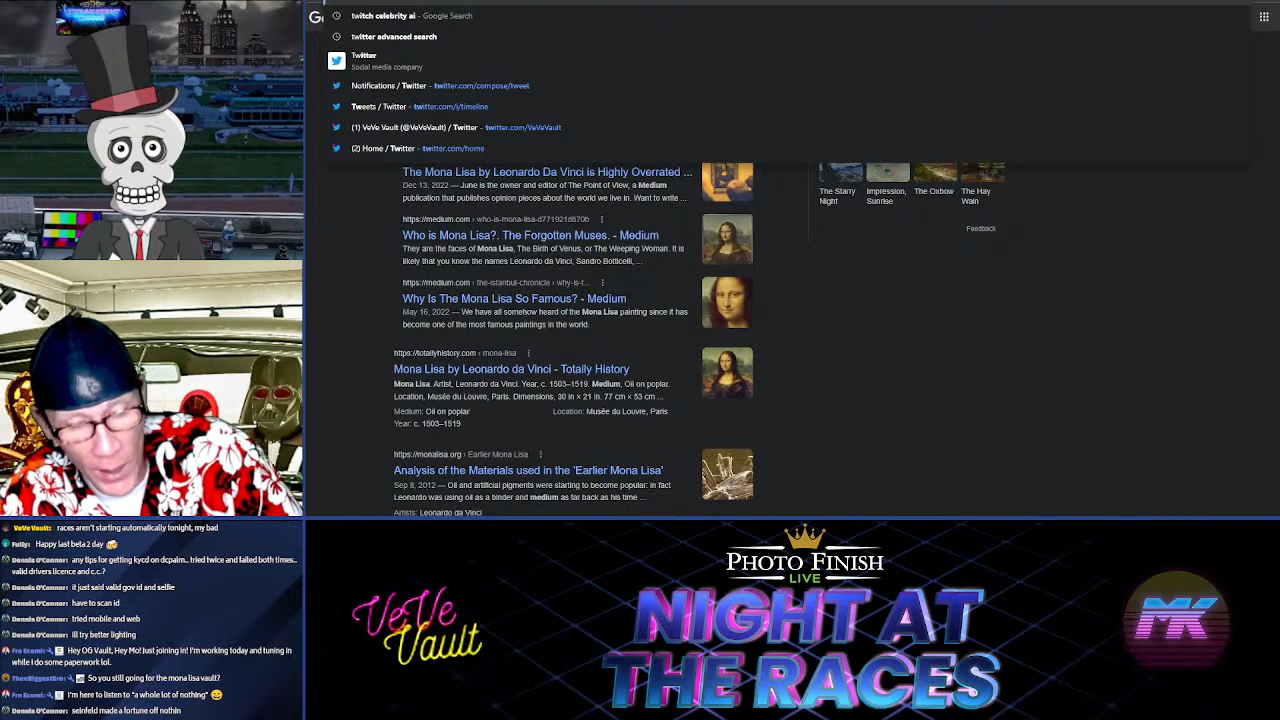 twitch celebrity ai - Google Search
twitter advanced search
Twitter
Social media company
Notifications / Twitter - twitter.com/compose/tweet
Tweets / Twitter - twitter.com/i/timeline
(1) VeVe Vault (@VeVeVault) / Twitter - twitter.com/VeVeVault
(2) Home / Twitter - twitter.com/home
The Mona Lisa by Leonardo Da Vinci is Highly Overrated ...
Dec 13, 2022 — June is the owner and editor of The Point of View, a Medium
publication that publishes opinion pieces about the world we live in. Want to write ...
https://medium.com › who-is-mona-lisa-d771921d870b
Who is Mona Lisa?. The Forgotten Muses. - Medium
They are the faces of Mona Lisa, The Birth of Venus, or The Weeping Woman. It is
likely that you know the names Leonardo da Vinci, Sandro Botticelli, ...
https://medium.com › the-istanbul-chronicle › why-is-t...
Why Is The Mona Lisa So Famous? - Medium
May 16, 2022 — We have all somehow heard of the Mona Lisa painting since it has
become one of the most famous paintings in the world.
https://totallyhistory.com › mona-lisa
Mona Lisa by Leonardo da Vinci - Totally History
Mona Lisa. Artist, Leonardo da Vinci. Year, c. 1503–1519. Medium, Oil on poplar.
Location, Musée du Louvre, Paris. Dimensions, 30 in × 21 in. 77 cm × 53 cm ...
Medium: Oil on poplar Location: Musée du Louvre, Paris
Year: c. 1503–1519
https://monalisa.org › Earlier Mona Lisa
Analysis of the Materials used in the 'Earlier Mona Lisa'
Sep 8, 2012 — Oil and artificial pigments were starting to become popular: in fact
Leonardo was using oil as a binder and medium as far back as his time ...
Artists: Leonardo da Vinci
The Starry Night
Impression, Sunrise
The Oxbow
The Hay Wain
Feedback
VeVe Vault: races aren't starting automatically tonight, my bad
Fully: Happy last beta 2 day 🍻
Dennis O'Connor: any tips for getting kycd on dcpalm.. tried twice and failed both times..
valid drivers licence and c.c.?
Dennis O'Connor: it just said valid gov id and selfie
Dennis O'Connor: have to scan id
Dennis O'Connor: tried mobile and web
Dennis O'Connor: ill try better lighting
Fra Ecomi: Hey OG Vault, Hey Mo! Just joining in! I'm working today and tuning in
while I do some paperwork lol.
TheeBiggestBro: So you still going for the mona lisa vault?
Fra Ecomi: I'm here to listen to "a whole lot of nothing" 😄
Dennis O'Connor: seinfeld made a fortune off nothin
VeVe
Vault
PHOTO FINISH
LIVE
NIGHT AT
THE RACES
MK